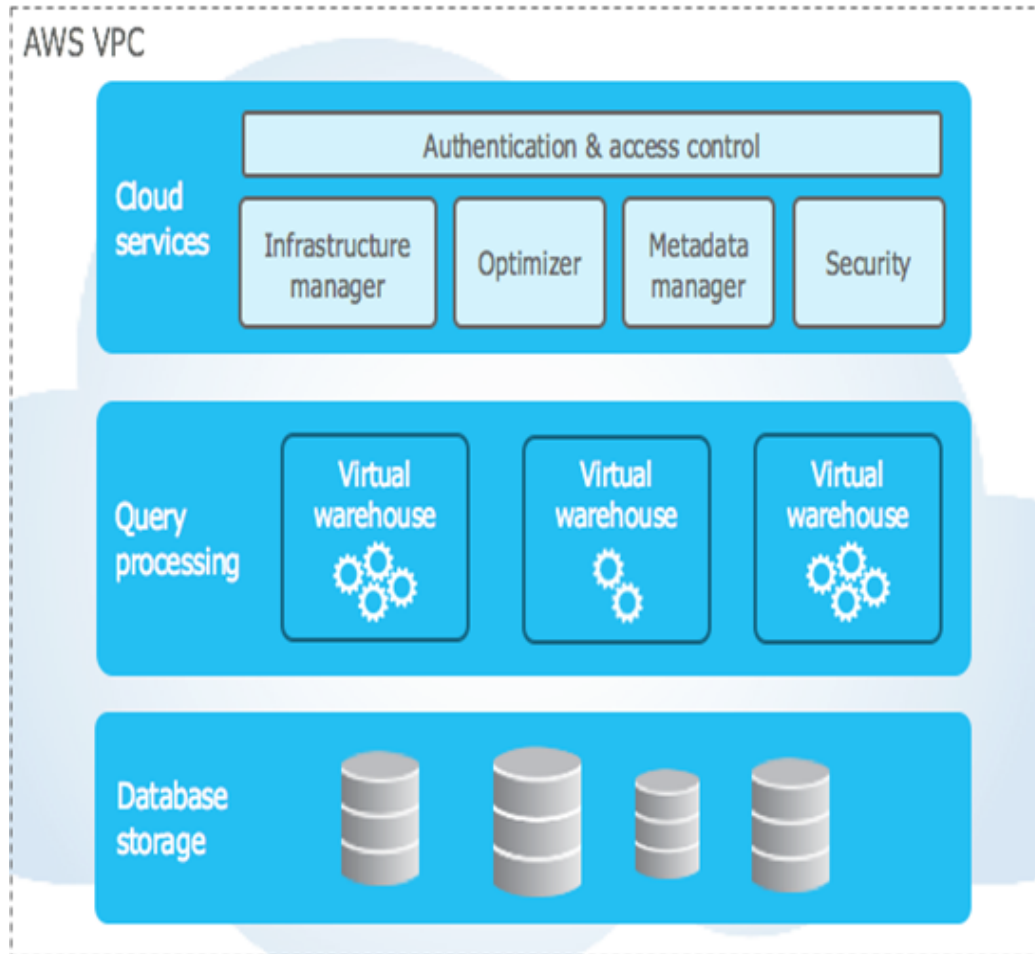 AWS VPC
Authentication & access control
Cloud
services
Infrastructure
manager
Optimizer
Metadata
manager
Security
Query
processing
Virtual
warehouse
Virtual
warehouse
Virtual
warehouse
Database
storage